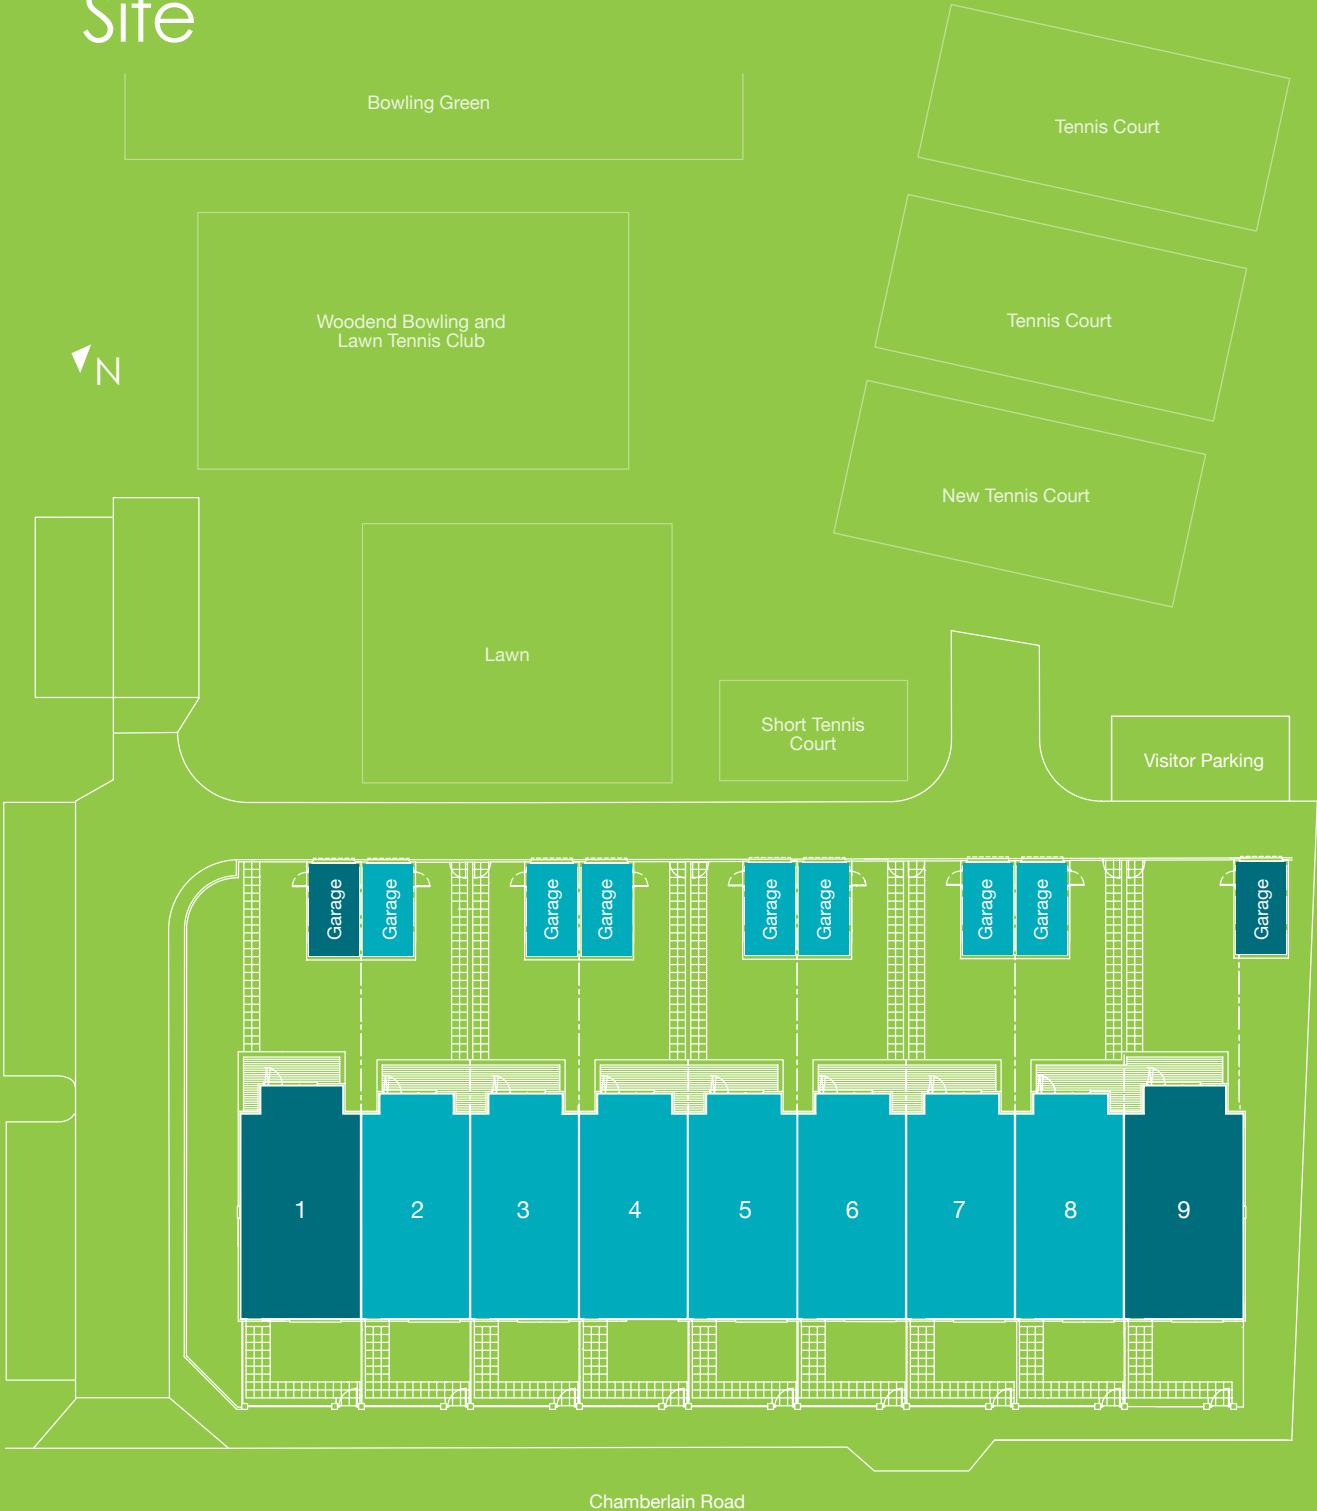 Site
Bowling Green
Tennis Court
Tennis Court
Woodend Bowling and
Lawn Tennis Club
N
New Tennis Court
Lawn
Short Tennis
Court
Visitor Parking
Garage
Garage
Garage
Garage
Garage
Garage
Garage
Garage
Garage
1
2
3
4
5
6
7
8
9
Chamberlain Road